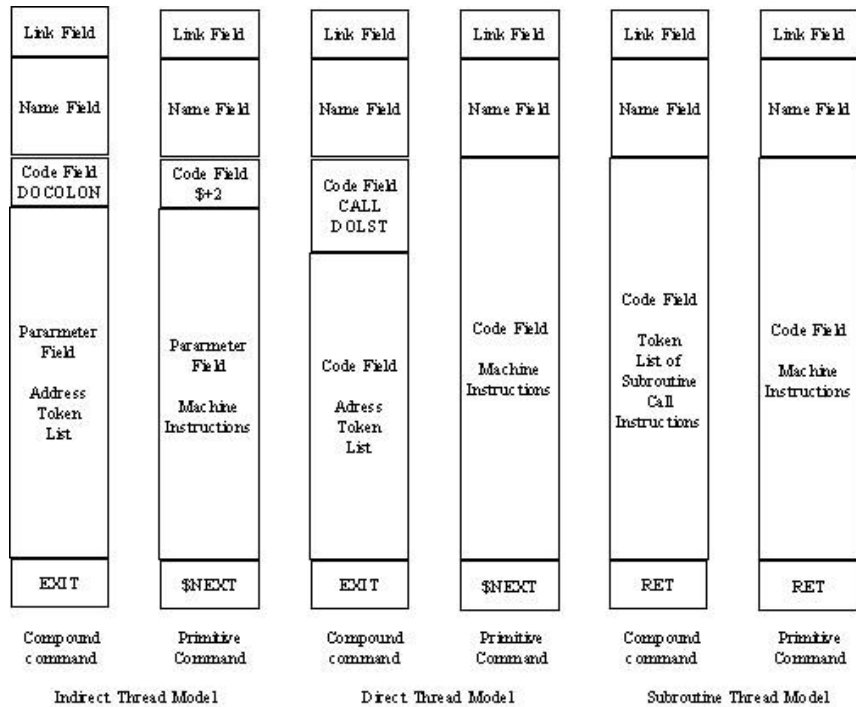 Link Field
Name Field
Code Field
DOCOLON
Pararmeter
Field
Address
Token
List
EXIT
Compound
command
Link Field
Name Field
Code Field
$+2
Pararmeter
Field
Machine
Instructions
$NEXT
Primitive
Command
Indirect Thread Model
Link Field
Name Field
Code Field
CALL
DOLST
Code Field
Adress
Token
List
EXIT
Compound
command
Link Field
Name Field
Code Field
Machine
Instructions
$NEXT
Primitive
Command
Direct Thread Model
Link Field
Name Field
Code Field
Token
List of
Subroutine
Call
Instructions
RET
Compound
command
Link Field
Name Field
Code Field
Machine
Instructions
RET
Primitive
Command
Subroutine Thread Model